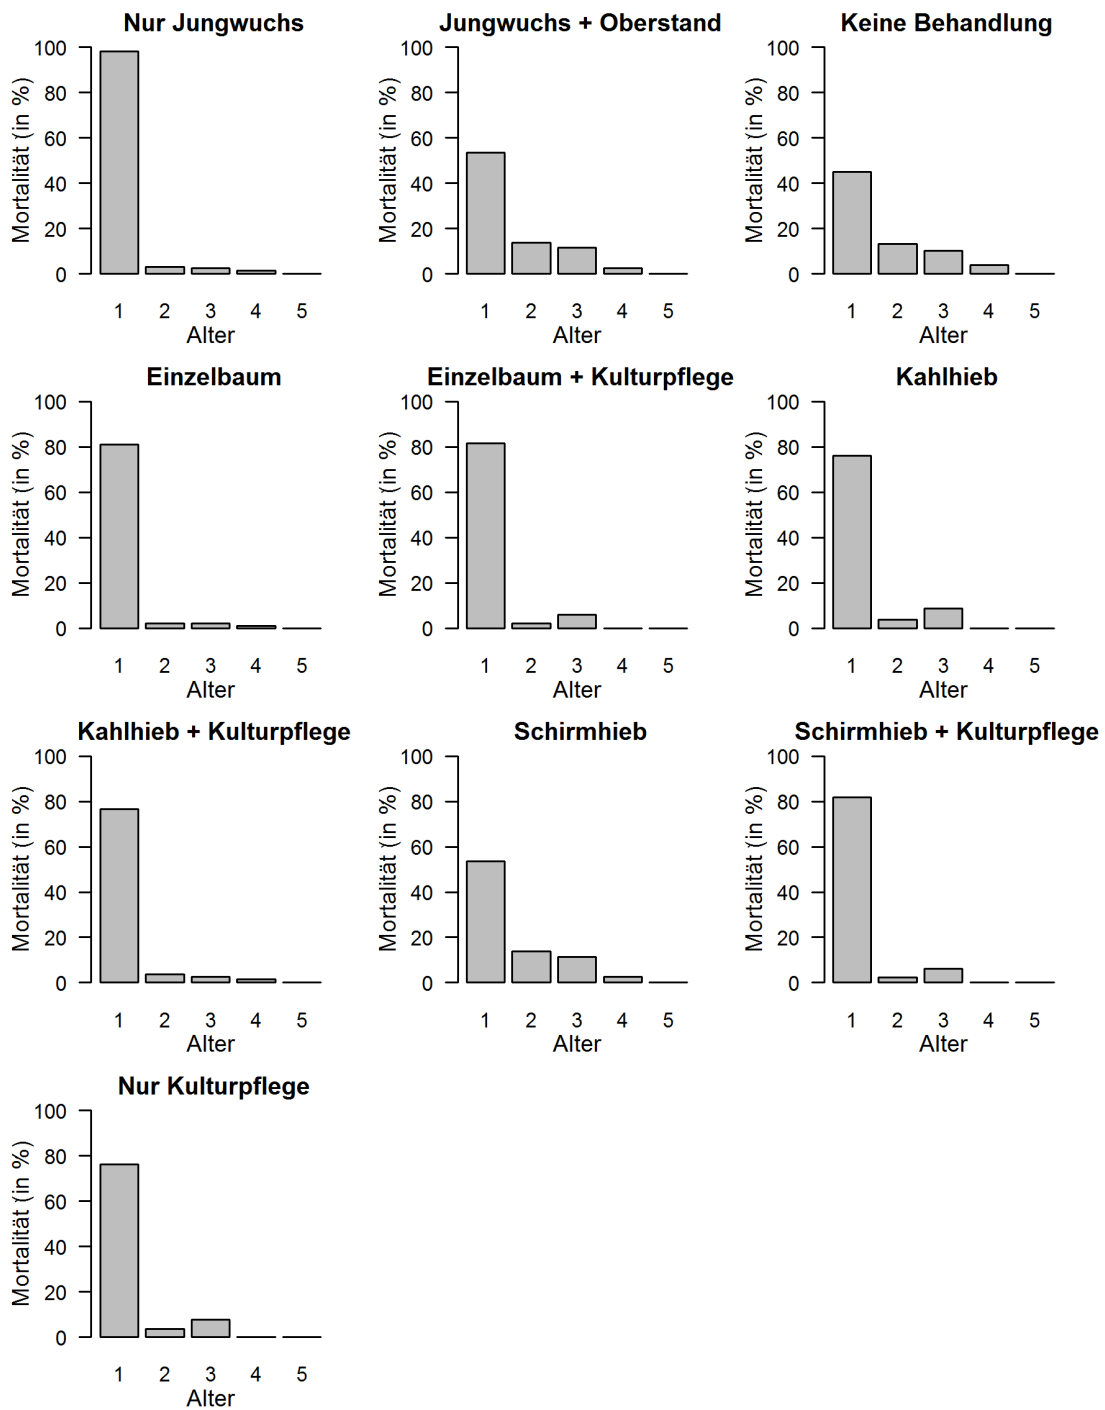 Nur Jungwuchs
Mortalität (in %)
100
80
60
40
20
0
1 2 3 4 5
Alter
Jungwuchs + Oberstand
Mortalität (in %)
100
80
60
40
20
0
1 2 3 4 5
Alter
Keine Behandlung
Mortalität (in %)
100
80
60
40
20
0
1 2 3 4 5
Alter
Einzelbaum
Mortalität (in %)
100
80
60
40
20
0
1 2 3 4 5
Alter
Einzelbaum + Kulturpflege
Mortalität (in %)
100
80
60
40
20
0
1 2 3 4 5
Alter
Kahlhieb
Mortalität (in %)
100
80
60
40
20
0
1 2 3 4 5
Alter
Kahlhieb + Kulturpflege
Mortalität (in %)
100
80
60
40
20
0
1 2 3 4 5
Alter
Schirmhieb
Mortalität (in %)
100
80
60
40
20
0
1 2 3 4 5
Alter
Schirmhieb + Kulturpflege
Mortalität (in %)
100
80
60
40
20
0
1 2 3 4 5
Alter
Nur Kulturpflege
Mortalität (in %)
100
80
60
40
20
0
1 2 3 4 5
Alter